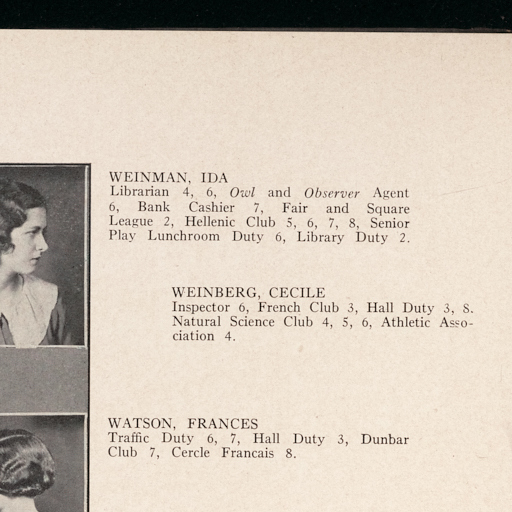 WEINMAN, IDA
Librarian 4, 6, Owl and Observer Agent
6, Bank Cashier 7, Fair and Square
League 2, Hellenic Club 5, 6, 7, 8, Senior
Play Lunchroom Duty 6, Library Duty 2.
WEINBERG, CECILE
Inspector 6, French Club 3, Hall Duty 3, 8.
Natural Science Club 4, 5, 6, Athletic Asso-
ciation 4.
WATSON, FRANCES
Traffic Duty 6, 7, Hall Duty 3, Dunbar
Club 7, Cercle Francais 8.